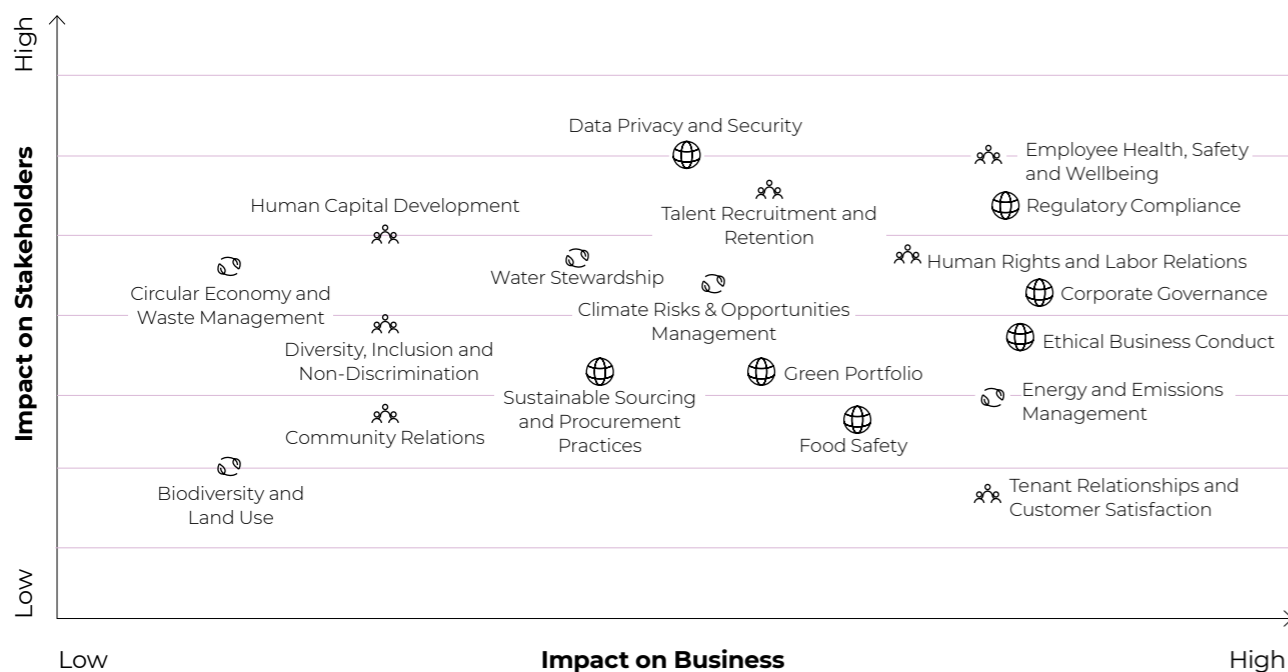 High
Impact on Stakeholders
Low
Data Privacy and Security
Employee Health, Safety
and Wellbeing
Talent Recruitment and
Retention
Regulatory Compliance
Human Capital Development
Human Rights and Labor Relations
Water Stewardship
Circular Economy and
Waste Management
Climate Risks & Opportunities
Management
Corporate Governance
Ethical Business Conduct
Diversity, Inclusion and
Non-Discrimination
Green Portfolio
Sustainable Sourcing
and Procurement
Practices
Energy and Emissions
Management
Community Relations
Food Safety
Biodiversity and
Land Use
Tenant Relationships and
Customer Satisfaction
Low
Impact on Business
High